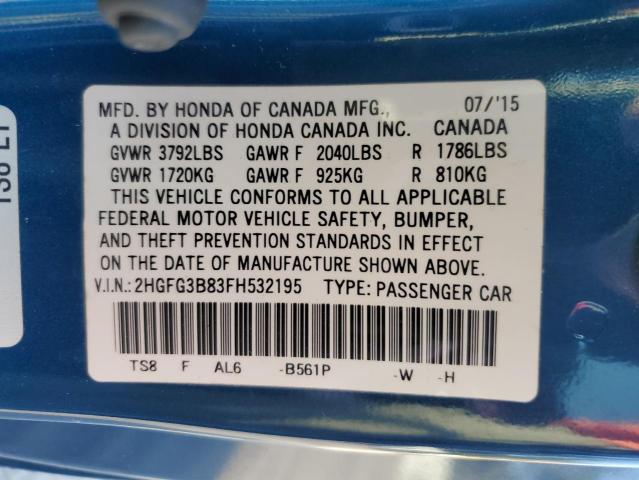 MFD. BY HONDA OF CANADA MFG., 07/'15
A DIVISION OF HONDA CANADA INC. CANADA
GVWR 3792LBS GAWR F 2040LBS R 1786LBS
GVWR 1720KG GAWR F 925KG R 810KG
THIS VEHICLE CONFORMS TO ALL APPLICABLE
FEDERAL MOTOR VEHICLE SAFETY, BUMPER,
AND THEFT PREVENTION STANDARDS IN EFFECT
ON THE DATE OF MANUFACTURE SHOWN ABOVE.
V.I.N.: 2HGFG3B83FH532195 TYPE: PASSENGER CAR
TS8 F AL6 -B561P -W -H